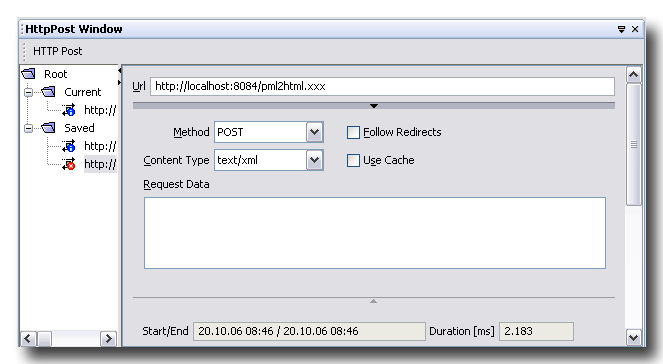 HttpPost Window
HTTP Post
Root
Current
http://
Saved
http://
http://
Url http://localhost:8084/pml2html.xxx
Method POST Follow Redirects
Content Type text/xml Use Cache
Request Data
Start/End 20.10.06 08:46 / 20.10.06 08:46 Duration [ms] 2.183